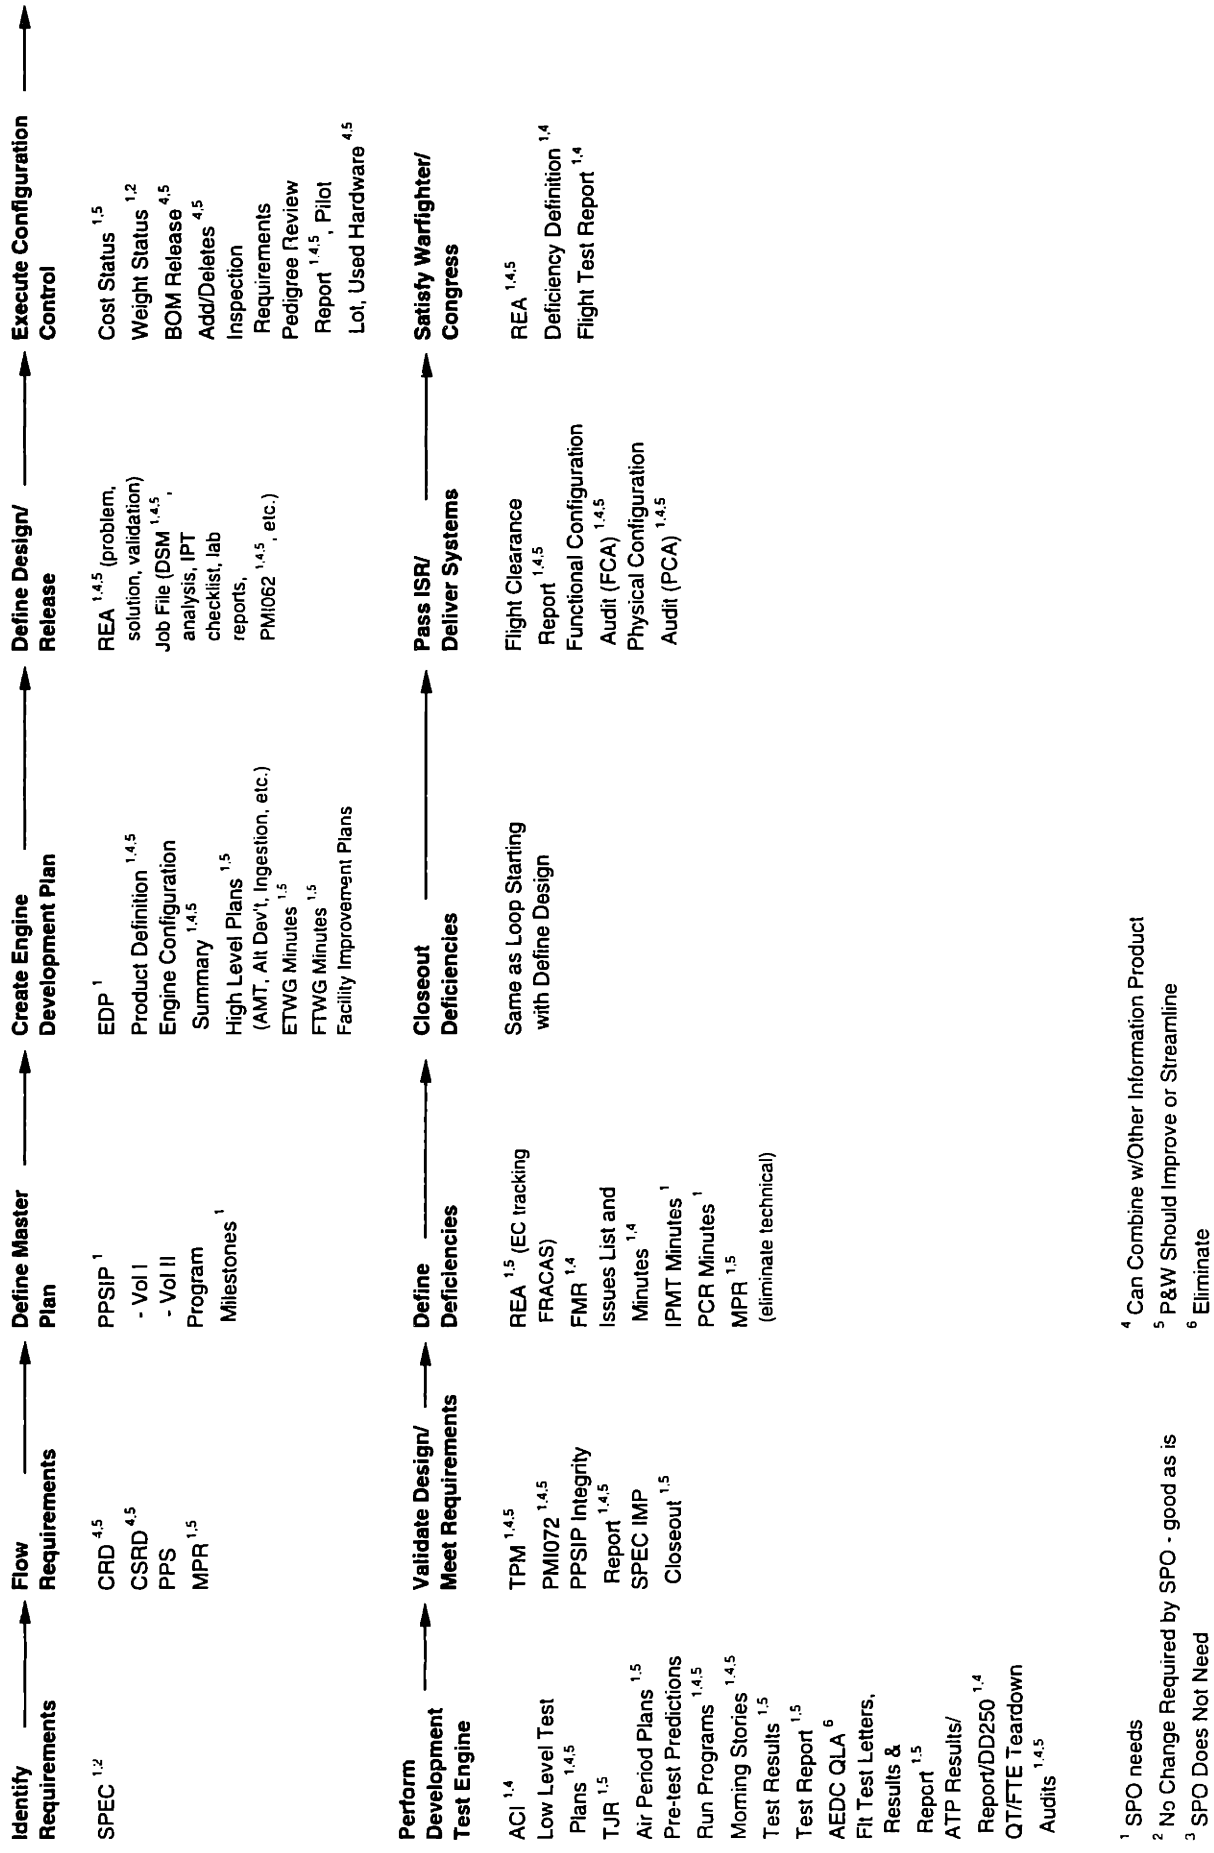 Identify
Requirements
SPEC 1,2
Flow
Requirements
CRD 4,5
CSRD 4,5
PPS
MPR 1,5
Define Master
Plan
PPSIP 1
- Vol I
- Vol II
Program
Milestones 1
Create Engine
Development Plan
EDP 1
Product Definition 1,4,5
Engine Configuration
Summary 1,4,5
High Level Plans 1,5
(AMT, Alt Dev't, Ingestion, etc.)
ETWG Minutes 1,5
FTWG Minutes 1,5
Facility Improvement Plans
Define Design/
Release
REA 1,4,5 (problem,
solution, validation)
Job File (DSM 1,4,5,
analysis, IPT
checklist, lab
reports,
PMI062 1,4,5, etc.)
Execute Configuration
Control
Cost Status 1,5
Weight Status 1,2
BOM Release 4,5
Add/Deletes 4,5
Inspection
Requirements
Pedigree Review
Report 1,4,5, Pilot
Lot, Used Hardware 4,5
Perform
Development
Test Engine
ACI 1,4
Low Level Test
Plans 1,4,5
TJR 1,5
Air Period Plans 1,5
Pre-test Predictions
Run Programs 1,4,5
Morning Stories 1,4,5
Test Results 1,5
Test Report 1,5
AEDC QLA 6
Flt Test Letters,
Results &
Report 1,5
ATP Results/
Report/DD250 1,4
QT/FTE Teardown
Audits 1,4,5
Validate Design/
Meet Requirements
TPM 1,4,5
PMI072 1,4,5
PPSIP Integrity
Report 1,4,5
SPEC IMP
Closeout 1,5
Define
Deficiencies
REA 1,5 (EC tracking
FRACAS)
FMR 1,4
Issues List and
Minutes 1,4
IPMT Minutes 1
PCR Minutes 1
MPR 1,5
(eliminate technical)
Closeout
Deficiencies
Same as Loop Starting
with Define Design
Pass ISR/
Deliver Systems
Flight Clearance
Report 1,4,5
Functional Configuration
Audit (FCA) 1,4,5
Physical Configuration
Audit (PCA) 1,4,5
Satisfy Warfighter/
Congress
REA 1,4,5
Deficiency Definition 1,4
Flight Test Report 1,4
1 SPO needs
2 No Change Required by SPO - good as is
3 SPO Does Not Need
4 Can Combine w/Other Information Product
5 P&W Should Improve or Streamline
6 Eliminate